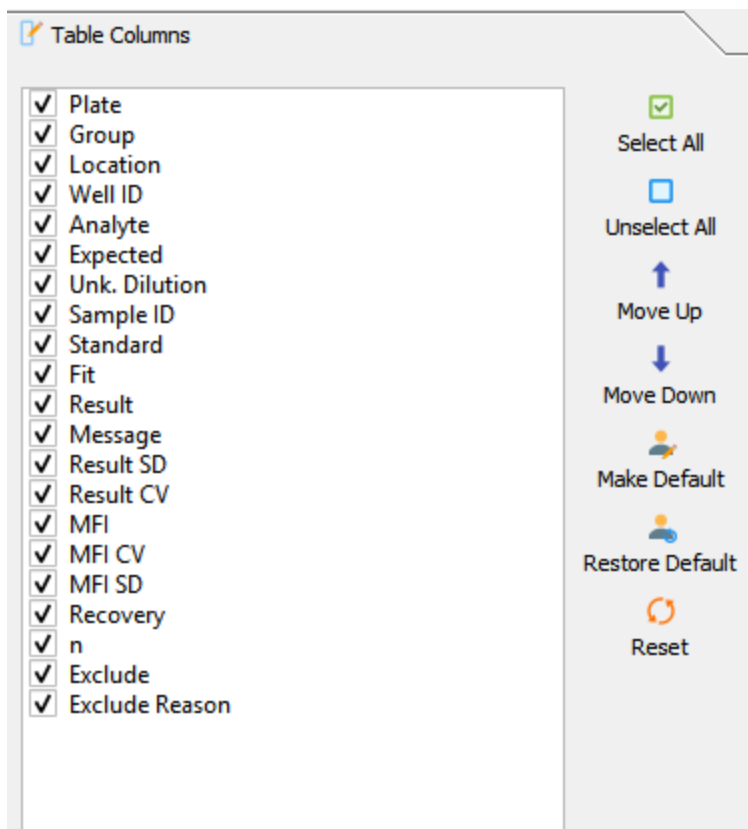 Table Columns
Plate
Group
Location
Well ID
Analyte
Expected
Unk. Dilution
Sample ID
Standard
Fit
Result
Message
Result SD
Result CV
MFI
MFI CV
MFI SD
Recovery
n
Exclude
Exclude Reason
Select All
Unselect All
Move Up
Move Down
Make Default
Restore Default
Reset